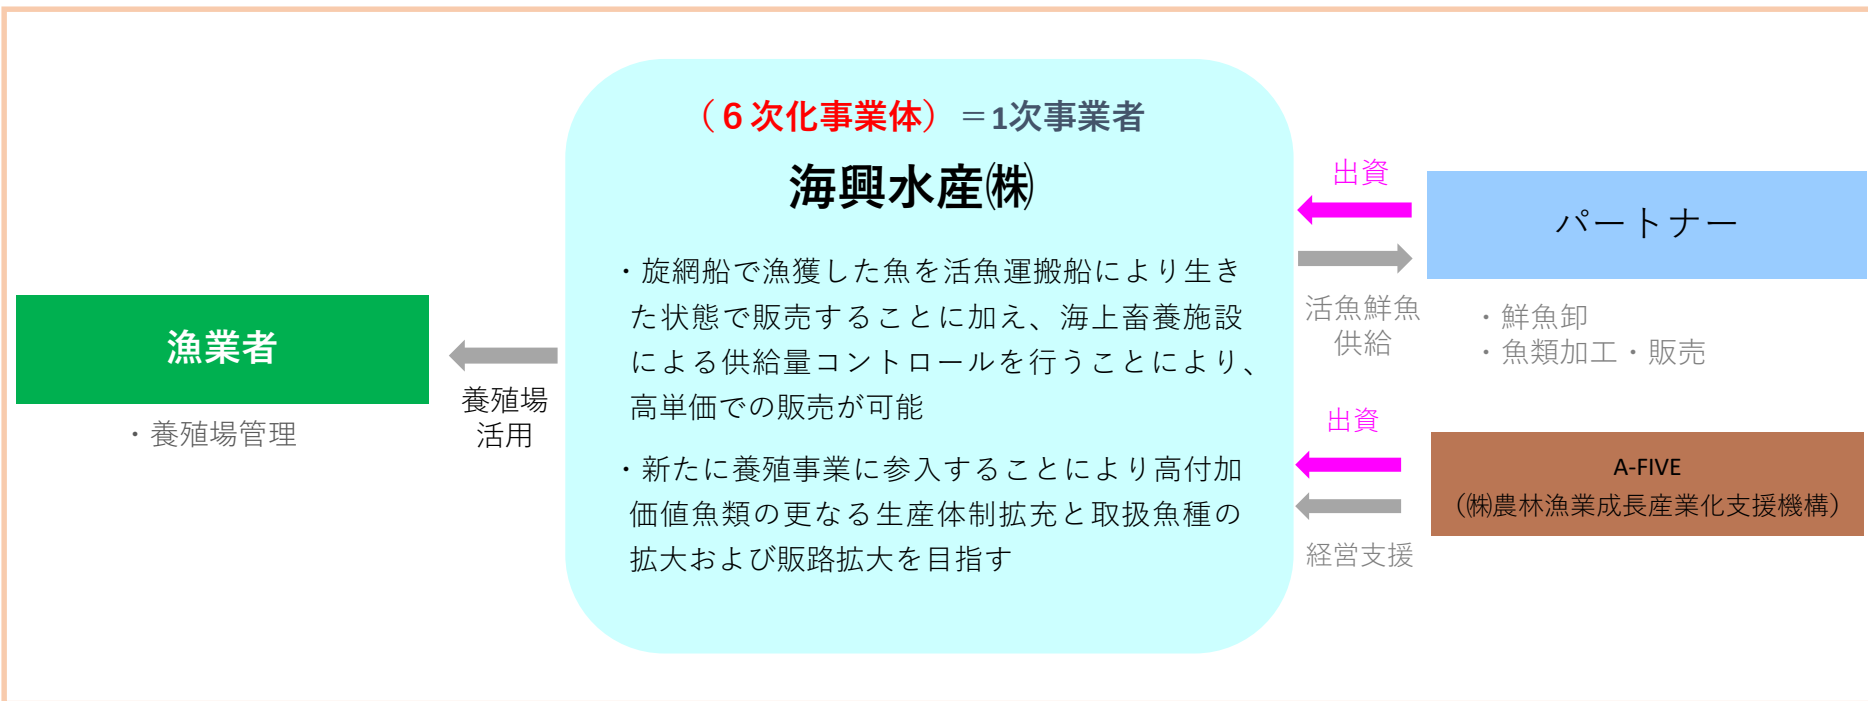 （６次化事業体）＝1次事業者
海興水産㈱
・旋網船で漁獲した魚を活魚運搬船により生き
た状態で販売することに加え、海上畜養施設
による供給量コントロールを行うことにより、
高単価での販売が可能
・新たに養殖事業に参入することにより高付加
価値魚類の更なる生産体制拡充と取扱魚種の
拡大および販路拡大を目指す
漁業者
・養殖場管理
養殖場
活用
出資
活魚鮮魚
供給
パートナー
・鮮魚卸
・魚類加工・販売
出資
経営支援
A-FIVE
（㈱農林漁業成長産業化支援機構）